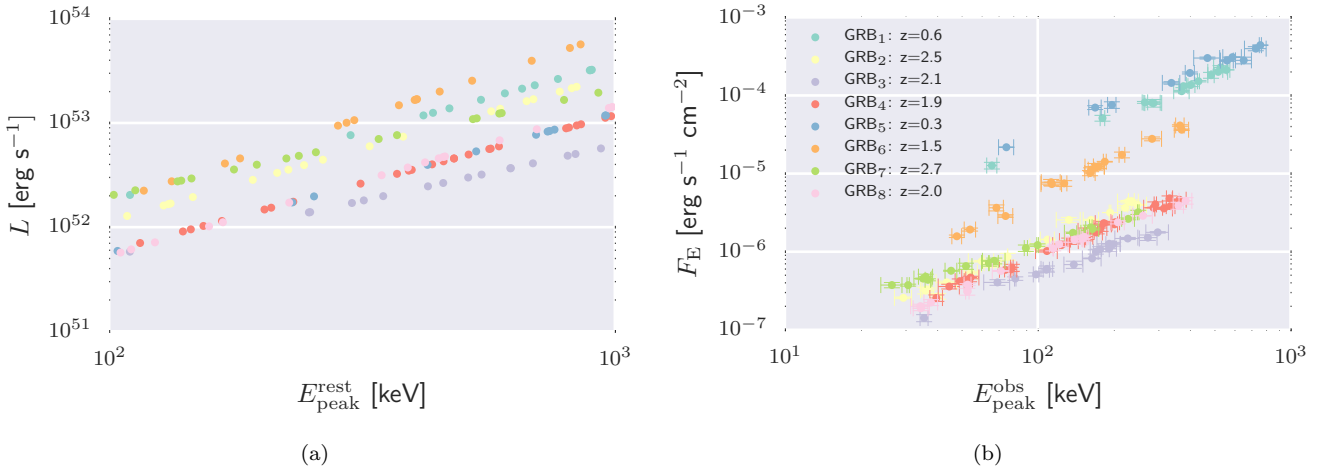 10^54
10^53
10^52
10^51
L [erg s^−1]
10^2
10^3
E_peak^rest [keV]
(a)
10^−3
10^−4
10^−5
10^−6
10^−7
F_E [erg s^−1 cm^−2]
GRB_1: z=0.6
GRB_2: z=2.5
GRB_3: z=2.1
GRB_4: z=1.9
GRB_5: z=0.3
GRB_6: z=1.5
GRB_7: z=2.7
GRB_8: z=2.0
10^1
10^2
10^3
E_peak^obs [keV]
(b)